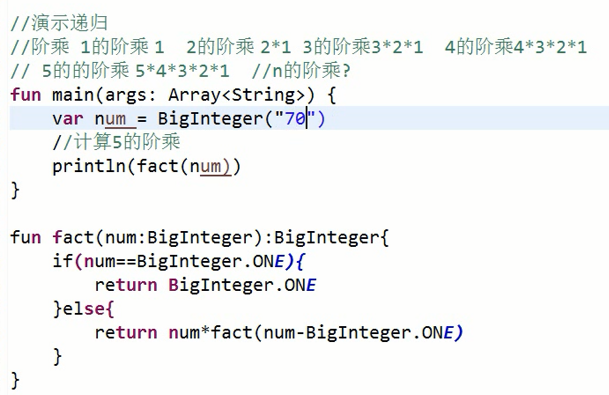 //演示递归
//阶乘 1的阶乘 1  2的阶乘 2*1 3的阶乘3*2*1  4的阶乘4*3*2*1
// 5的的阶乘 5*4*3*2*1  //n的阶乘?
fun main(args: Array<String>) {
    var num = BigInteger("70")
    //计算5的阶乘
    println(fact(num))
}

fun fact(num:BigInteger):BigInteger{
    if(num==BigInteger.ONE){
        return BigInteger.ONE
    }else{
        return num*fact(num-BigInteger.ONE)
    }
}